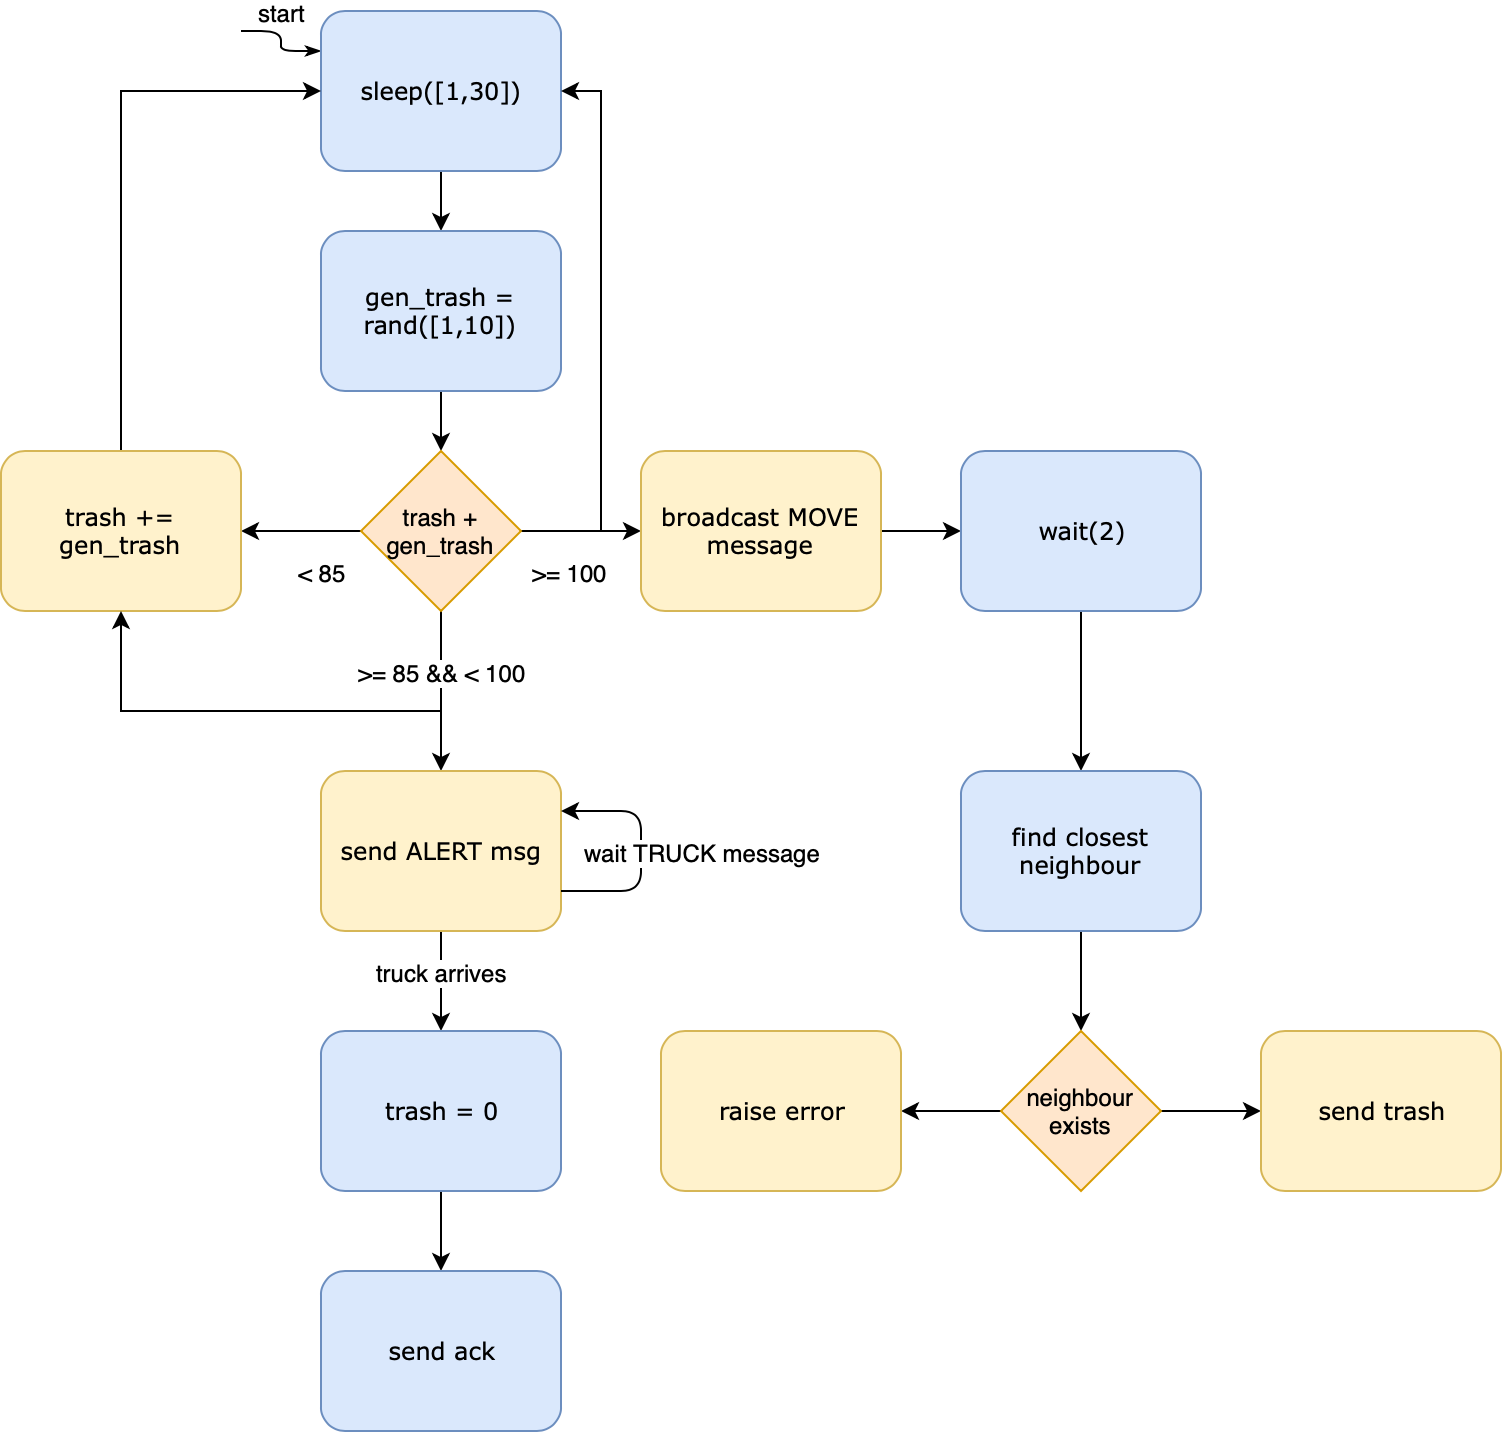 start
sleep([1,30])
gen_trash =
rand([1,10])
trash +=
gen_trash
trash +
gen_trash
< 85
>= 100
broadcast MOVE
message
wait(2)
>= 85 && < 100
send ALERT msg
wait TRUCK message
find closest
neighbour
truck arrives
trash = 0
raise error
neighbour
exists
send trash
send ack